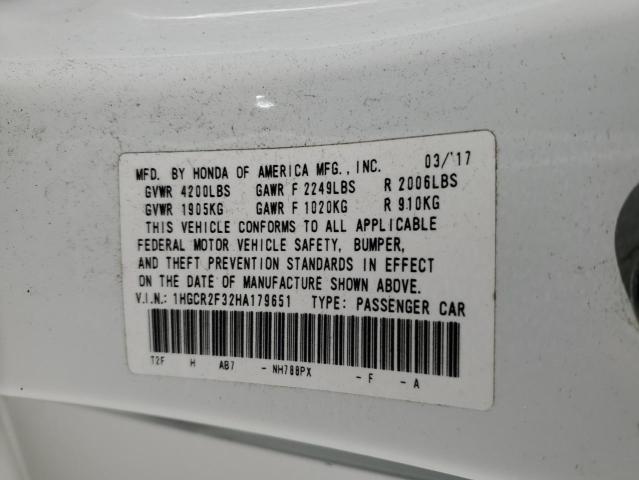 MFD. BY HONDA OF AMERICA MFG., INC. 03/'17
GVWR 4200LBS GAWR F 2249LBS R 2006LBS
GVWR 1905KG GAWR F 1020KG R 910KG
THIS VEHICLE CONFORMS TO ALL APPLICABLE
FEDERAL MOTOR VEHICLE SAFETY, BUMPER,
AND THEFT PREVENTION STANDARDS IN EFFECT
ON THE DATE OF MANUFACTURE SHOWN ABOVE.
V.I.N.: 1HGCR2F32HA179651 TYPE: PASSENGER CAR
T2F H AB7 - NH788PX - F - A